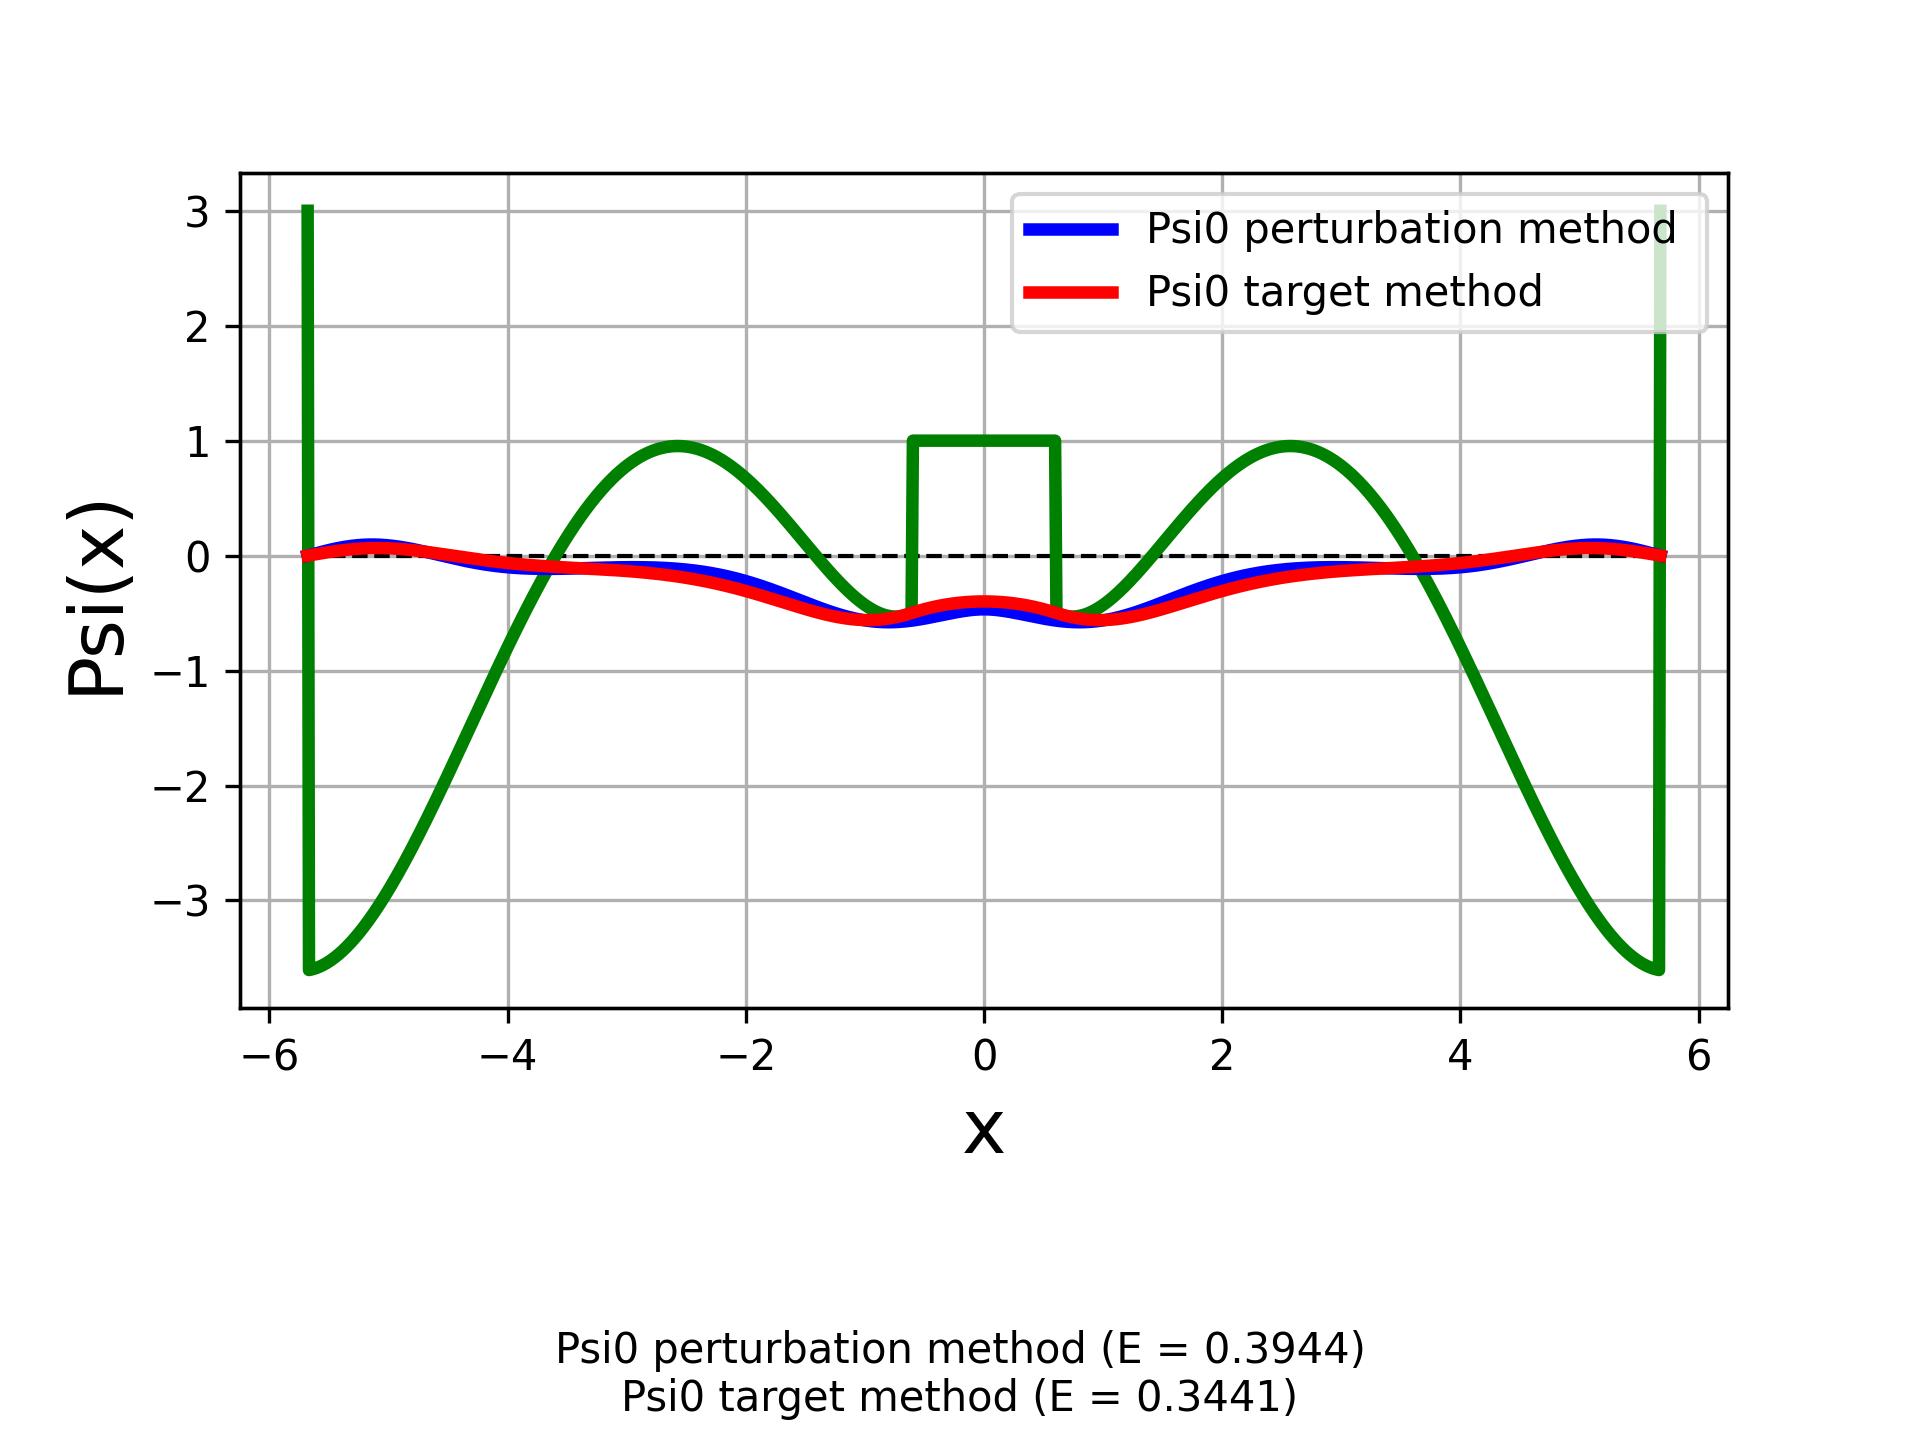 Psi(x)
3
2
1
0
−1
−2
−3
Psi0 perturbation method
Psi0 target method
−6 −4 −2 0 2 4 6
x
Psi0 perturbation method (E = 0.3944)
Psi0 target method (E = 0.3441)